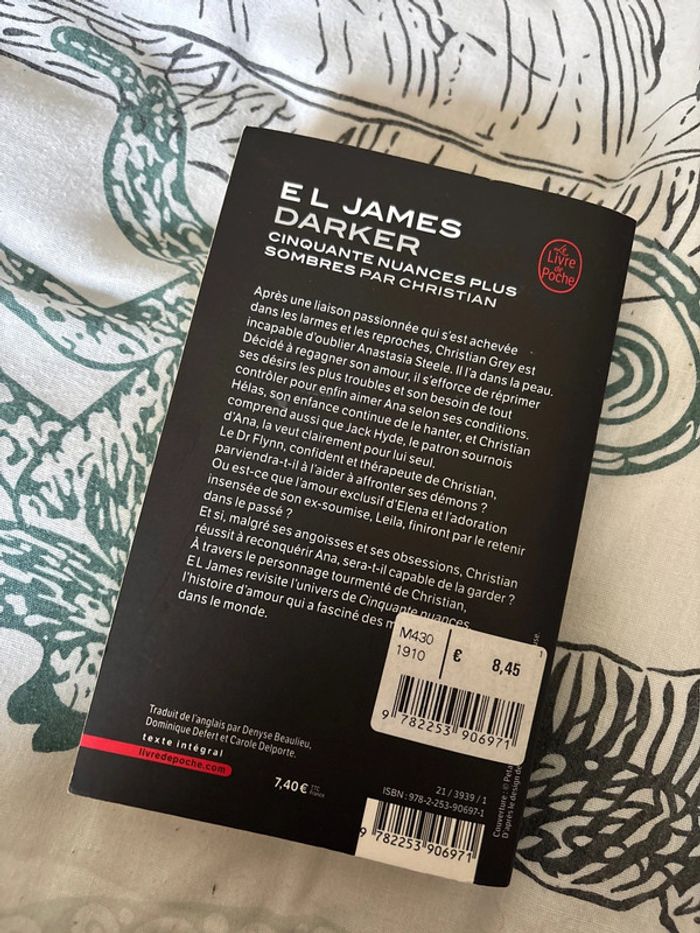 E L JAMES
DARKER
CINQUANTE NUANCES PLUS
SOMBRES PAR CHRISTIAN
Le
Livre
de
Poche
Après une liaison passionnée qui s'est achevée
dans les larmes et les reproches, Christian Grey est
incapable d'oublier Anastasia Steele. Il l'a dans la peau.
Décidé à regagner son amour, il s'efforce de réprimer
ses désirs les plus troubles et son besoin de tout
contrôler pour enfin aimer Ana selon ses conditions.
Hélas, son enfance continue de le hanter, et Christian
comprend aussi que Jack Hyde, le patron sournois
d'Ana, la veut clairement pour lui seul.
Le Dr Flynn, confident et thérapeute de Christian,
parviendra-t-il à l'aider à affronter ses démons ?
Ou est-ce que l'amour exclusif d'Elena et l'adoration
insensée de son ex-soumise, Leila, finiront par le retenir
dans le passé ?
Et si, malgré ses angoisses et ses obsessions, Christian
réussit à reconquérir Ana, sera-t-il capable de la garder ?
À travers le personnage tourmenté de Christian,
E L James revisite l'univers de Cinquante nuances,
l'histoire d'amour qui a fasciné des
dans le monde.
M430
1910
€ 8,45
9 782253 906971
Traduit de l'anglais par Denyse Beaulieu,
Dominique Defert et Carole Delporte.
texte intégral
livredepoche.com
7,40 € TTC
France
21 / 3939 / 1
ISBN : 978-2-253-90697-1
9 782253 906971
Couverture : ©
D'après le design de